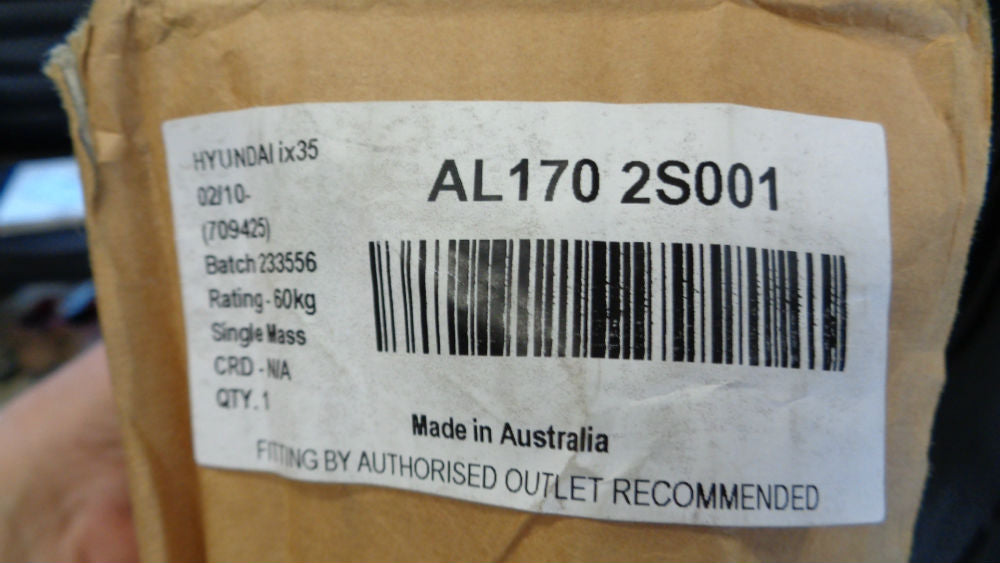 HYUNDAI ix35
02/10-
(709425)
Batch 233556
Rating - 60kg
Single Mass
CRD - N/A
QTY. 1
AL170 2S001
Made in Australia
FITTING BY AUTHORISED OUTLET RECOMMENDED